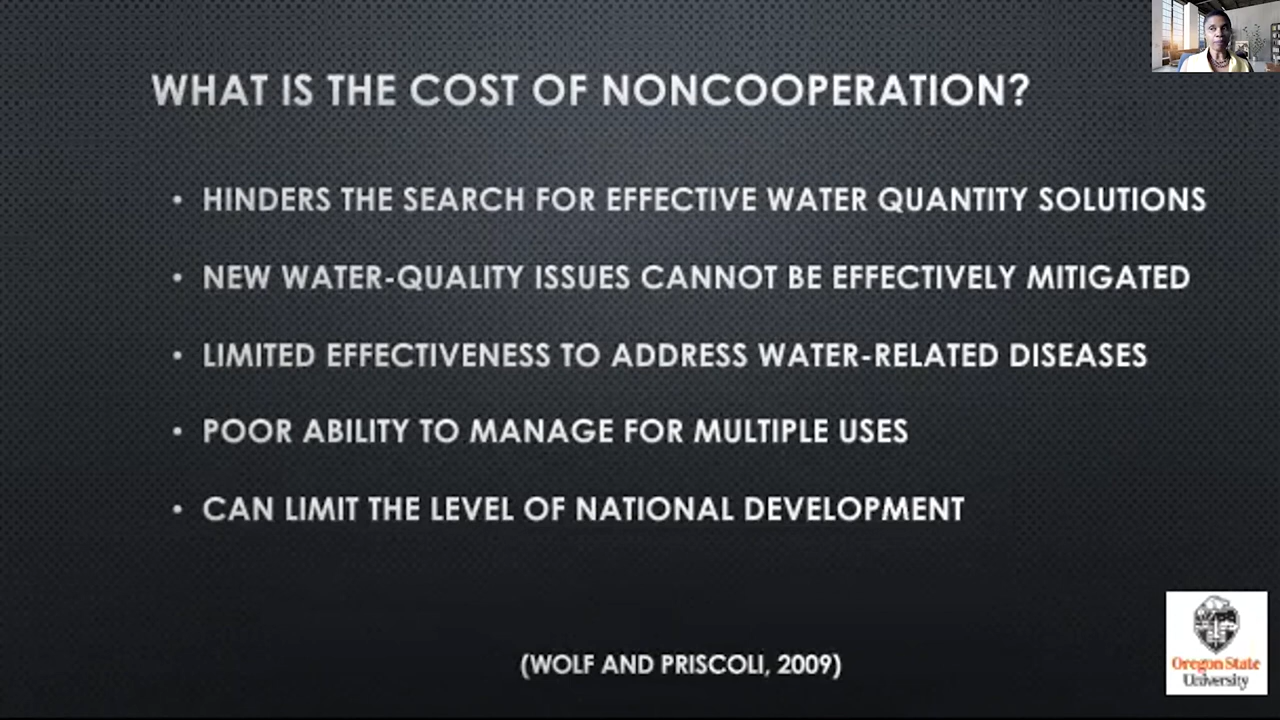 WHAT IS THE COST OF NONCOOPERATION?
• HINDERS THE SEARCH FOR EFFECTIVE WATER QUANTITY SOLUTIONS
• NEW WATER-QUALITY ISSUES CANNOT BE EFFECTIVELY MITIGATED
• LIMITED EFFECTIVENESS TO ADDRESS WATER-RELATED DISEASES
• POOR ABILITY TO MANAGE FOR MULTIPLE USES
• CAN LIMIT THE LEVEL OF NATIONAL DEVELOPMENT
(WOLF AND PRISCOLI, 2009)
Oregon State
University